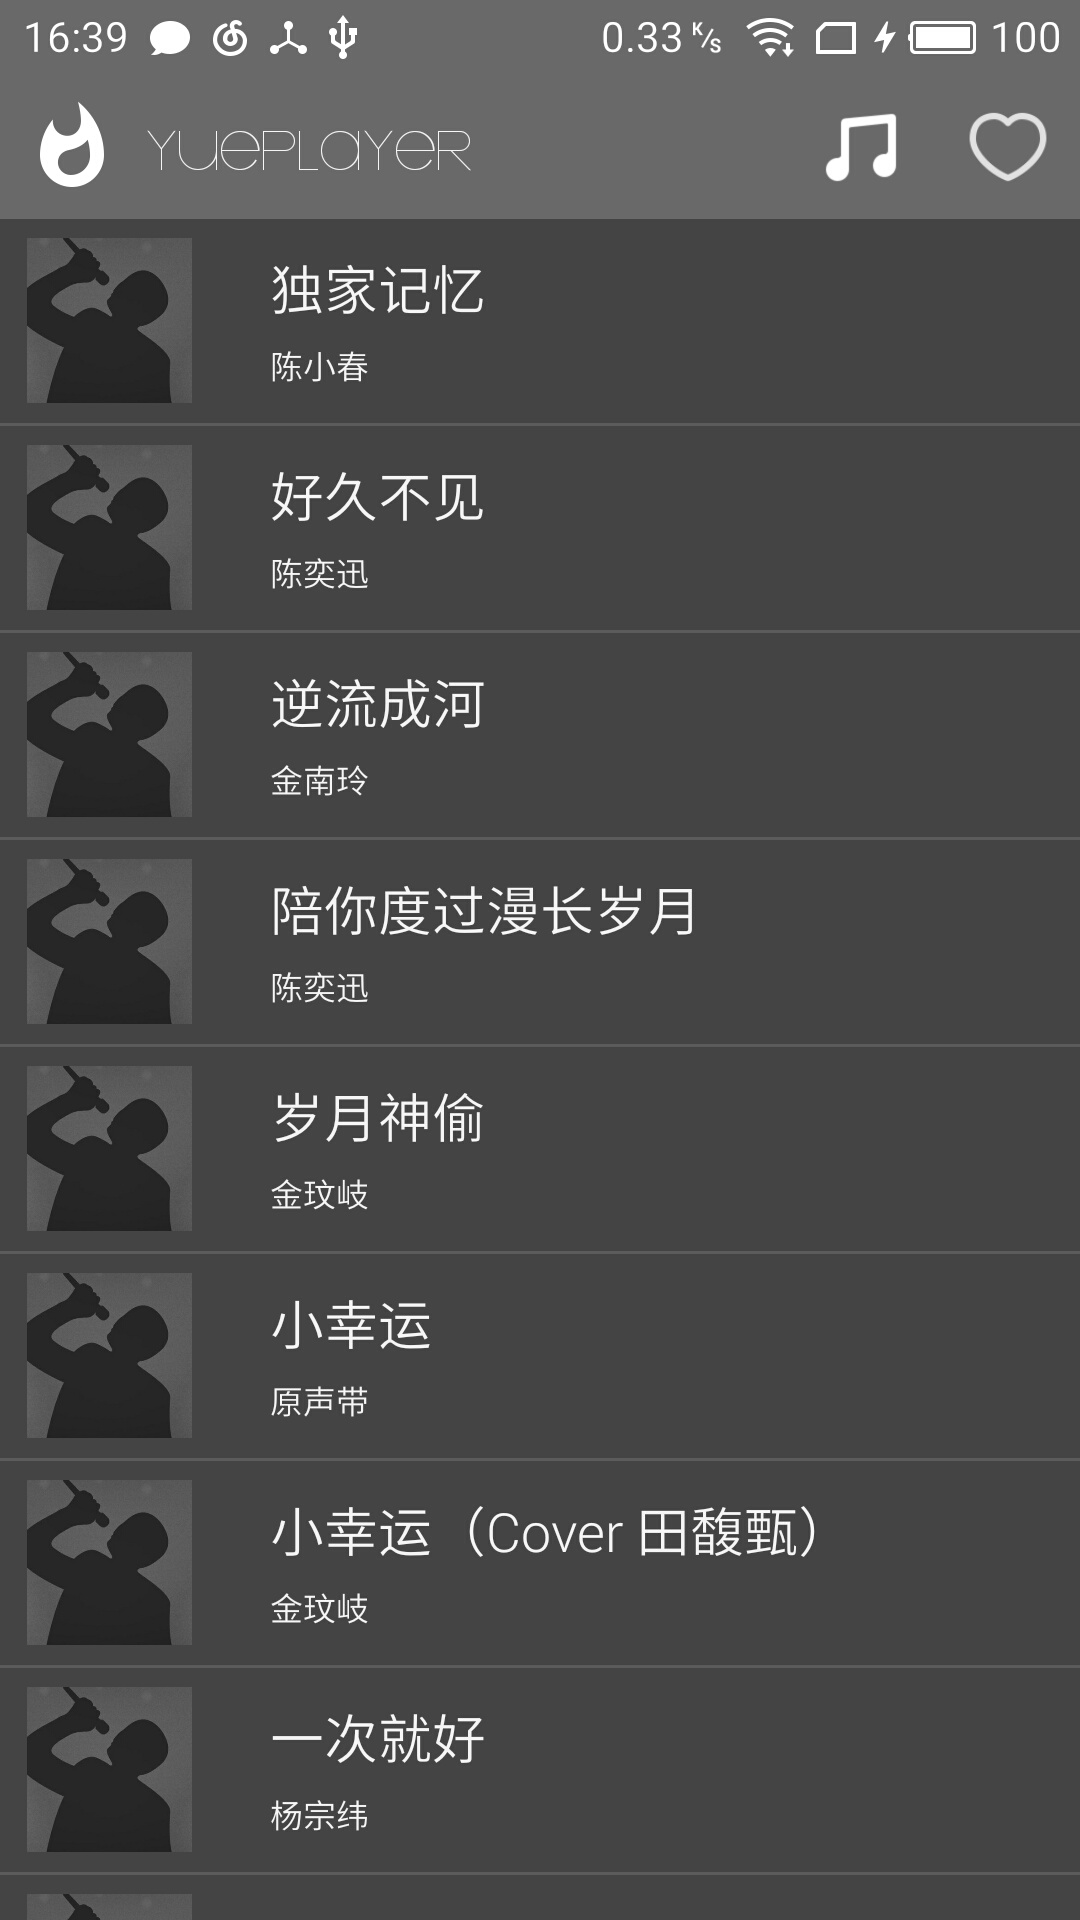 16:39 0.33 K/s 100
YUEPLAYER
独家记忆
陈小春
好久不见
陈奕迅
逆流成河
金南玲
陪你度过漫长岁月
陈奕迅
岁月神偷
金玟岐
小幸运
原声带
小幸运（Cover 田馥甄）
金玟岐
一次就好
杨宗纬